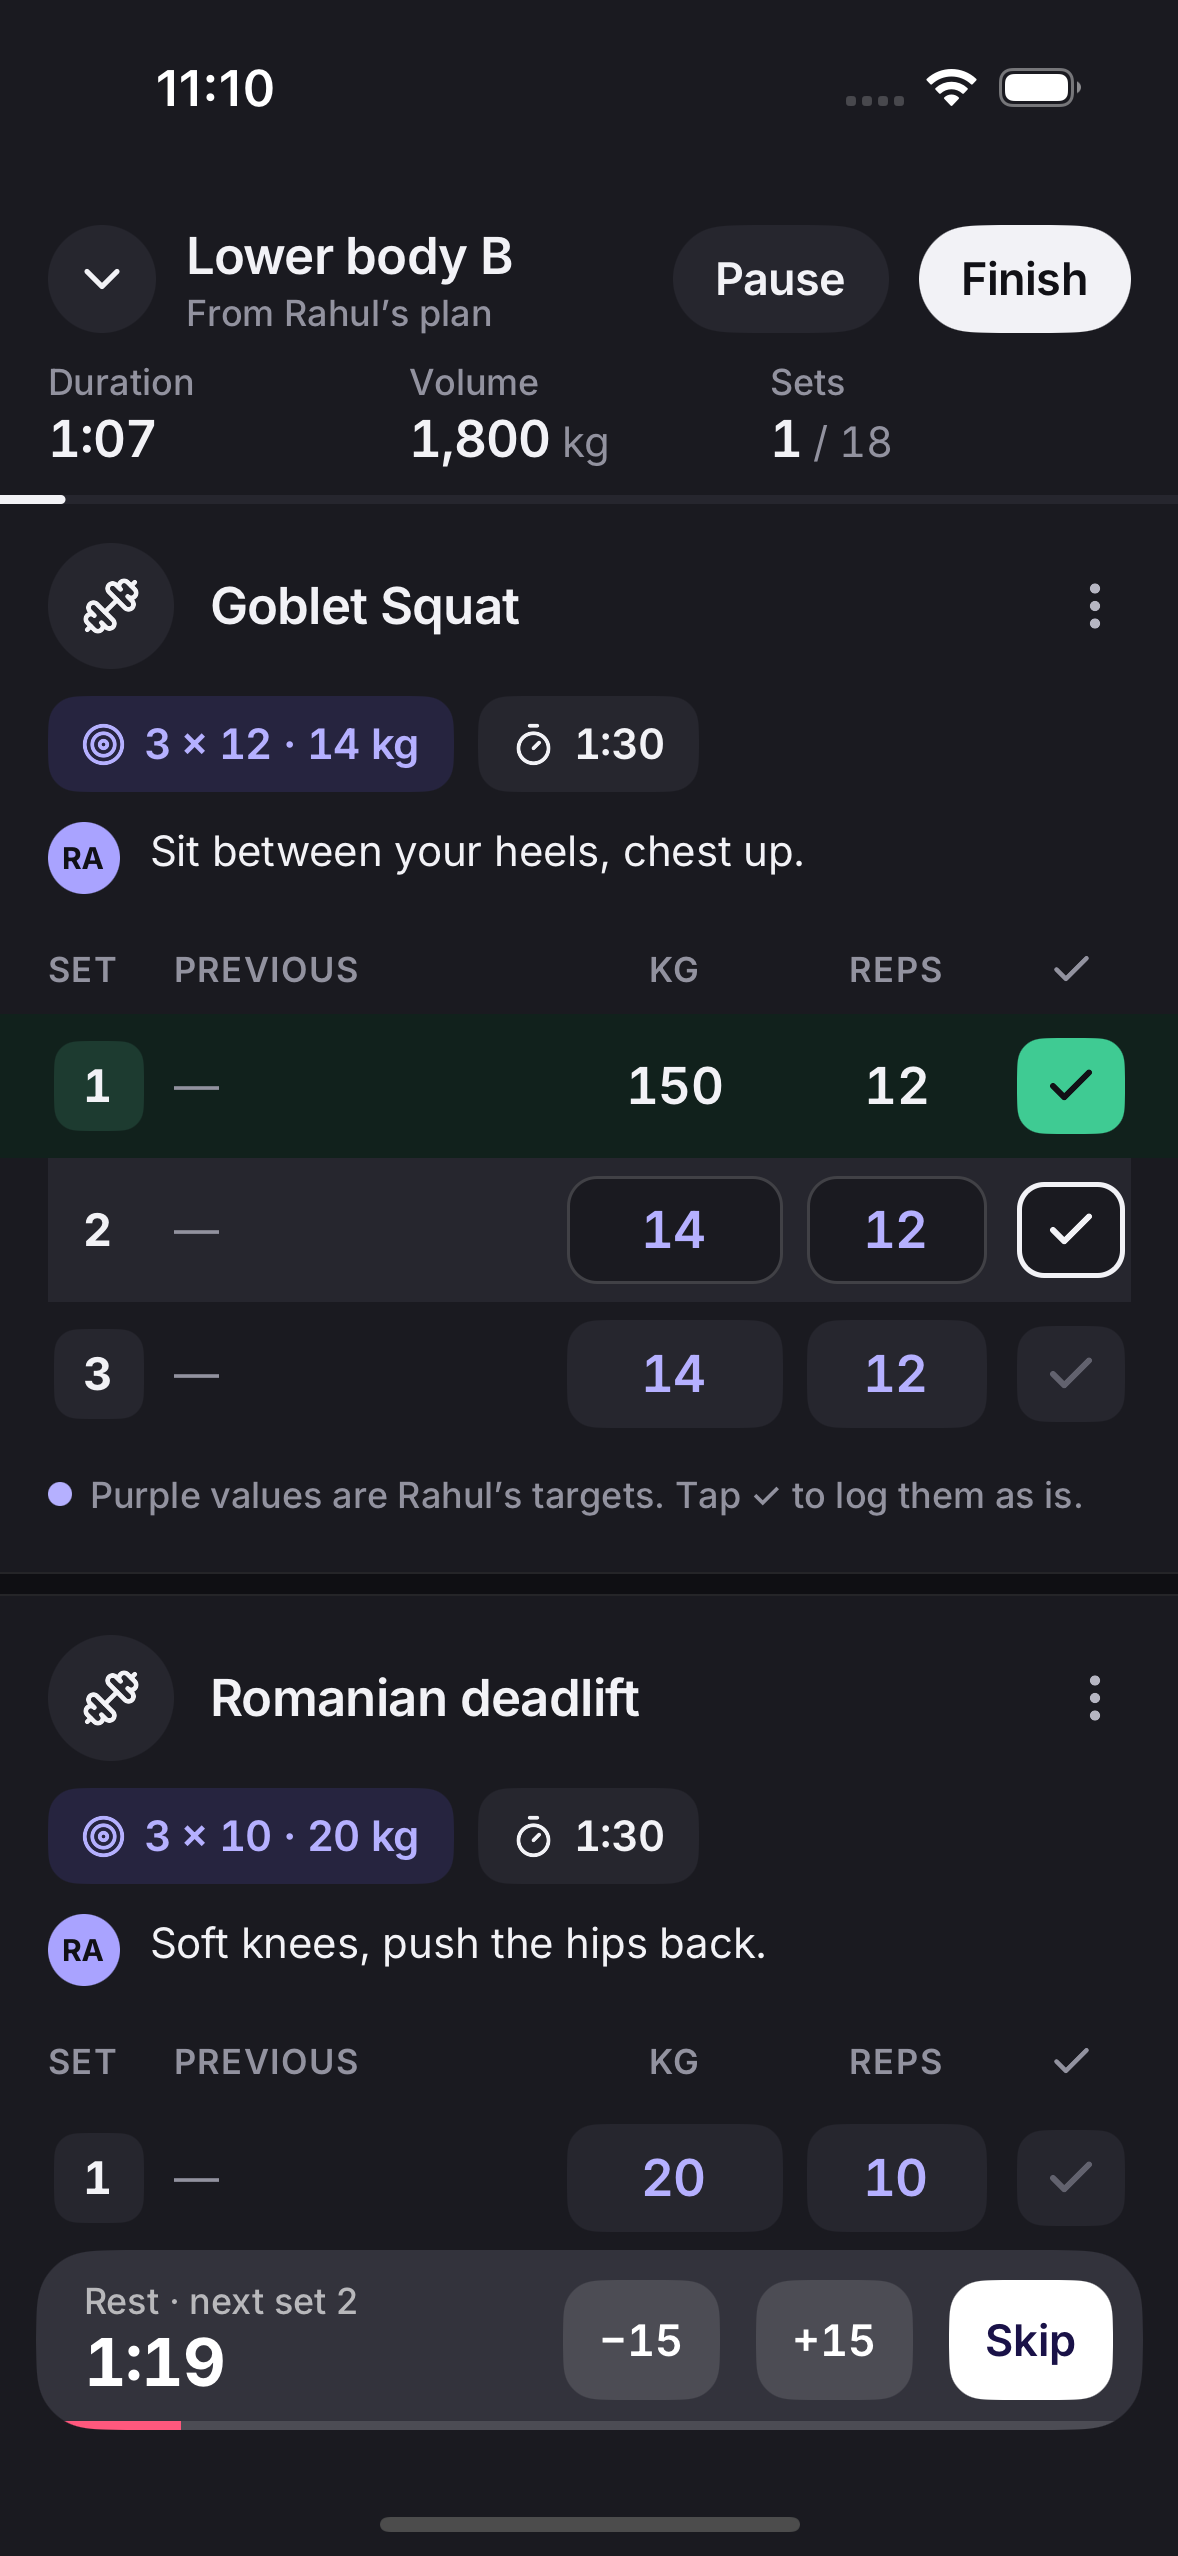 11:10
Lower body B
From Rahul’s plan
Pause
Finish
Duration
Volume
Sets
1:07
1,800 kg
1 / 18
Goblet Squat
3 × 12 · 14 kg
1:30
RA
Sit between your heels, chest up.
SET PREVIOUS KG REPS ✓
1 — 150 12 ✓
2 — 14 12 ✓
3 — 14 12 ✓
Purple values are Rahul’s targets. Tap ✓ to log them as is.
Romanian deadlift
3 × 10 · 20 kg
1:30
RA
Soft knees, push the hips back.
SET PREVIOUS KG REPS ✓
1 — 20 10 ✓
Rest · next set 2
1:19
−15
+15
Skip